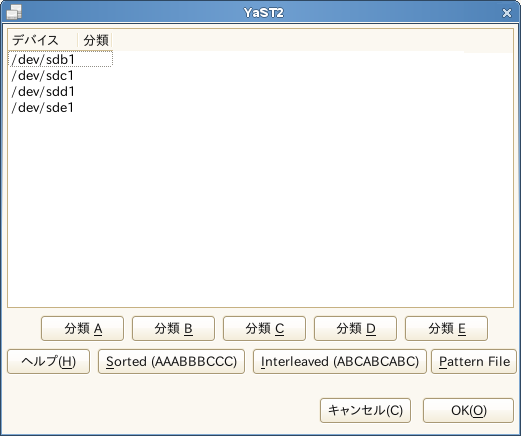 YaST2
デバイス 分類
/dev/sdb1
/dev/sdc1
/dev/sdd1
/dev/sde1
分類 A 分類 B 分類 C 分類 D 分類 E
ヘルプ(H) Sorted (AAABBBCCC) Interleaved (ABCABCABC) Pattern File
キャンセル(C) OK(O)